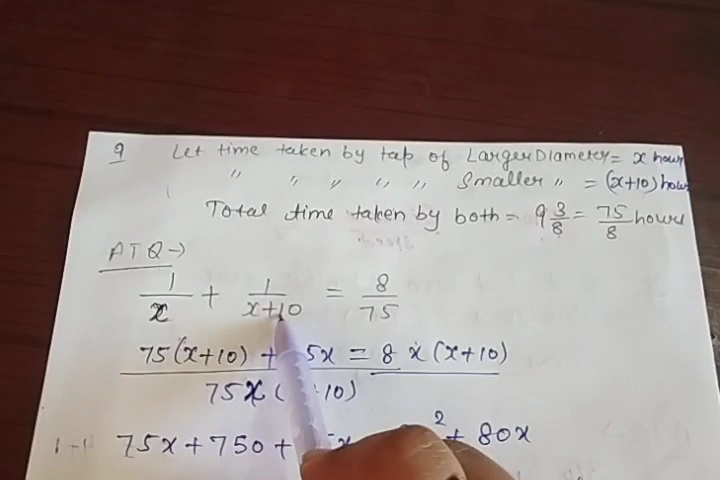 9 Let time taken by tap of Larger Diameter = x hour
" " " " " Smaller " = (x+10) hour
Total time taken by both = 9 3/8 = 75/8 hours
ATQ →
1/x + 1/x+10 = 8/75
75(x+10) + 5x = 8x(x+10)
75x( +10)
75x + 750 + x 2 + 80x